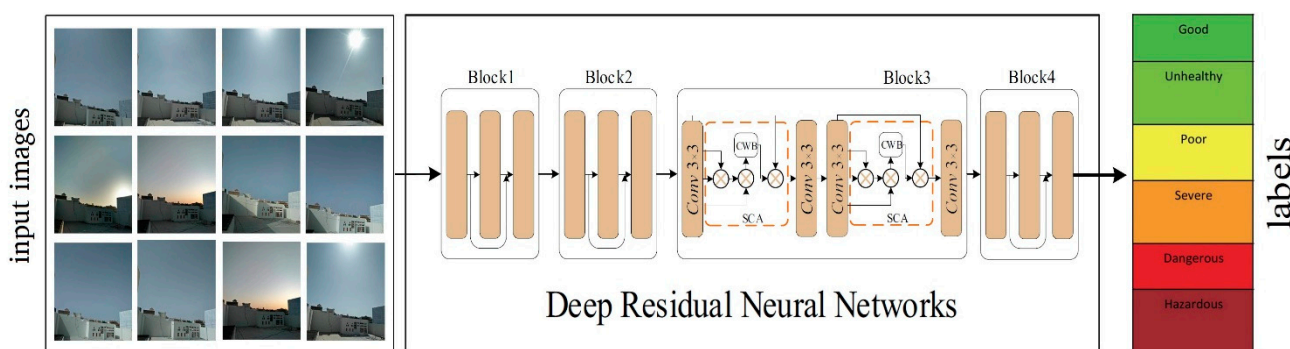 input images
Block1
Block2
Block3
Block4
Conv 3×3
CWB
SCA
Conv 3×3
Conv 3×3
CWB
SCA
Conv 3×3
Deep Residual Neural Networks
Good
Unhealthy
Poor
Severe
Dangerous
Hazardous
labels